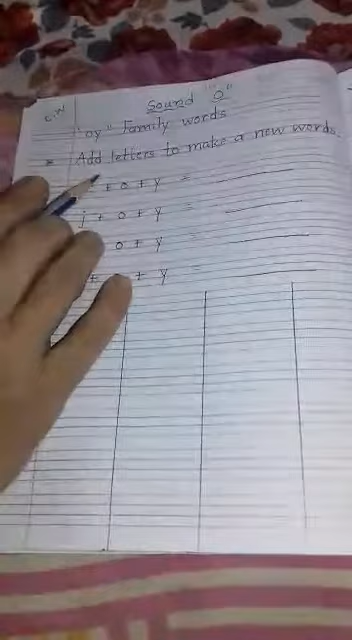 C.W
Sound "O"
"oy" Family words
* Add letters to make a new words.
+ o + y =
j + o + y =
o + y =
+ + y =